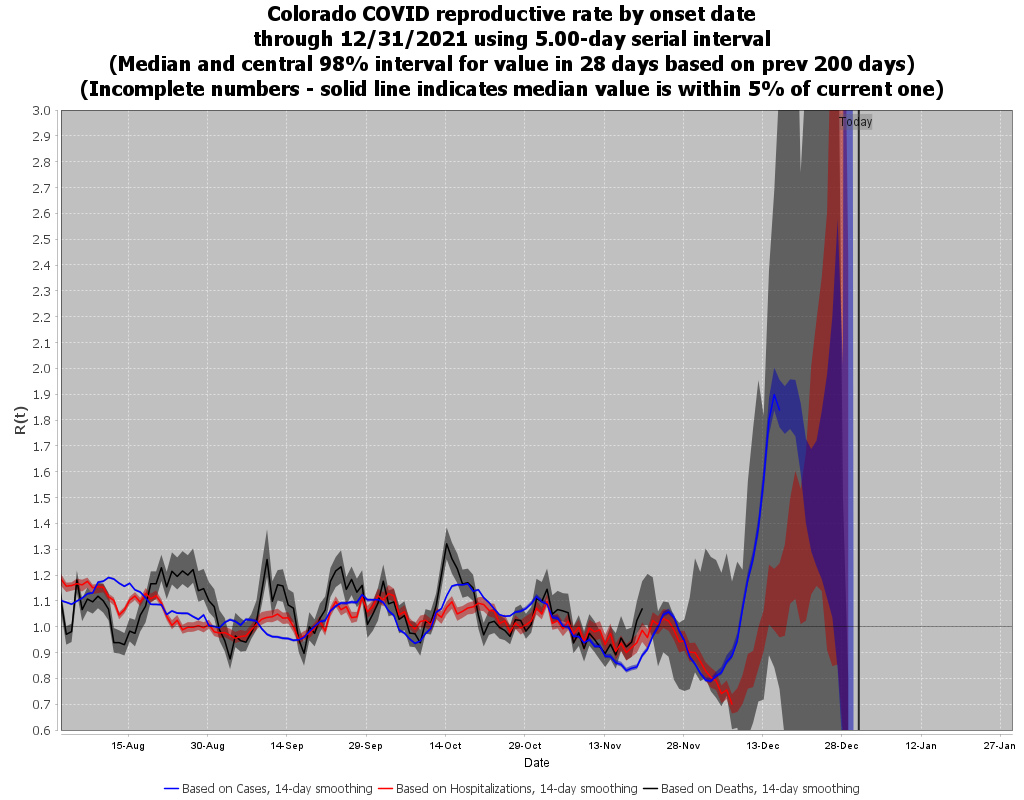 Colorado COVID reproductive rate by onset date
through 12/31/2021 using 5.00-day serial interval
(Median and central 98% interval for value in 28 days based on prev 200 days)
(Incomplete numbers - solid line indicates median value is within 5% of current one)
3.0
Today
2.9
2.8
2.7
2.6
2.5
2.4
2.3
2.2
2.1
2.0
1.9
R(t)
1.8
1.7
1.6
1.5
1.4
1.3
1.2
1.1
1.0
0.9
0.8
0.7
0.6
15-Aug 30-Aug 14-Sep 29-Sep 14-Oct 29-Oct 13-Nov 28-Nov 13-Dec 28-Dec 12-Jan 27-Jan
Date
Based on Cases, 14-day smoothing Based on Hospitalizations, 14-day smoothing Based on Deaths, 14-day smoothing